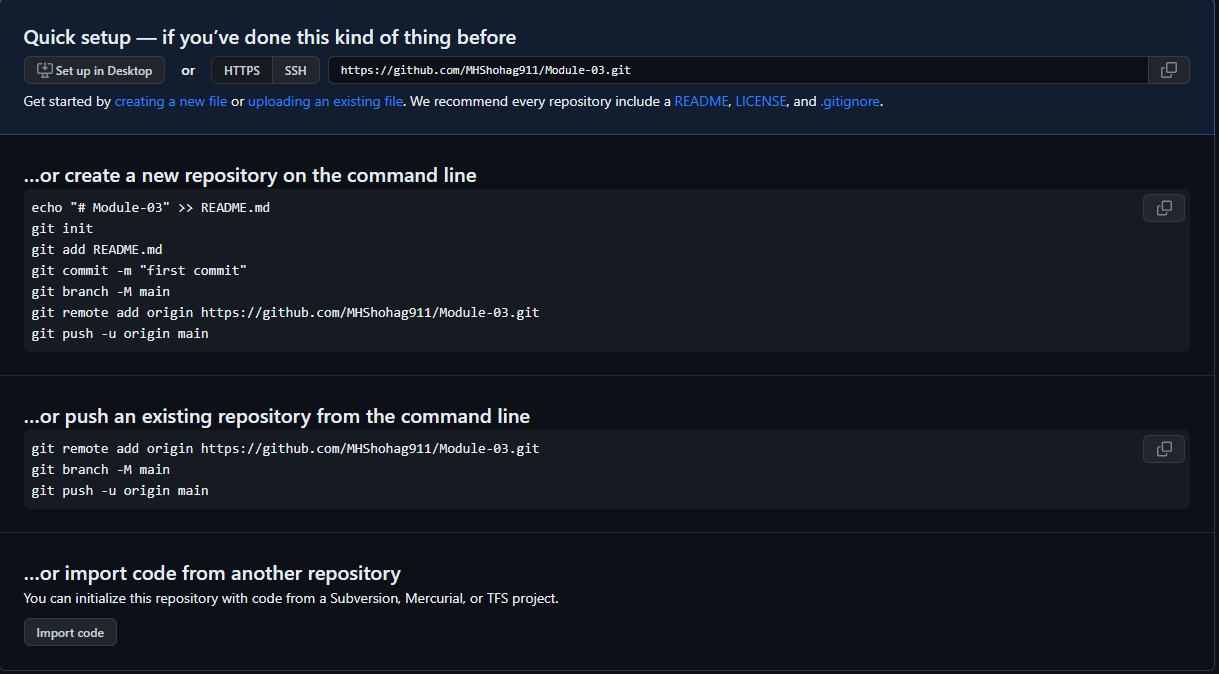 Quick setup — if you’ve done this kind of thing before
Set up in Desktop or HTTPS SSH https://github.com/MHShohag911/Module-03.git
Get started by creating a new file or uploading an existing file. We recommend every repository include a README, LICENSE, and .gitignore.
…or create a new repository on the command line
echo "# Module-03" >> README.md
git init
git add README.md
git commit -m "first commit"
git branch -M main
git remote add origin https://github.com/MHShohag911/Module-03.git
git push -u origin main
…or push an existing repository from the command line
git remote add origin https://github.com/MHShohag911/Module-03.git
git branch -M main
git push -u origin main
…or import code from another repository
You can initialize this repository with code from a Subversion, Mercurial, or TFS project.
Import code